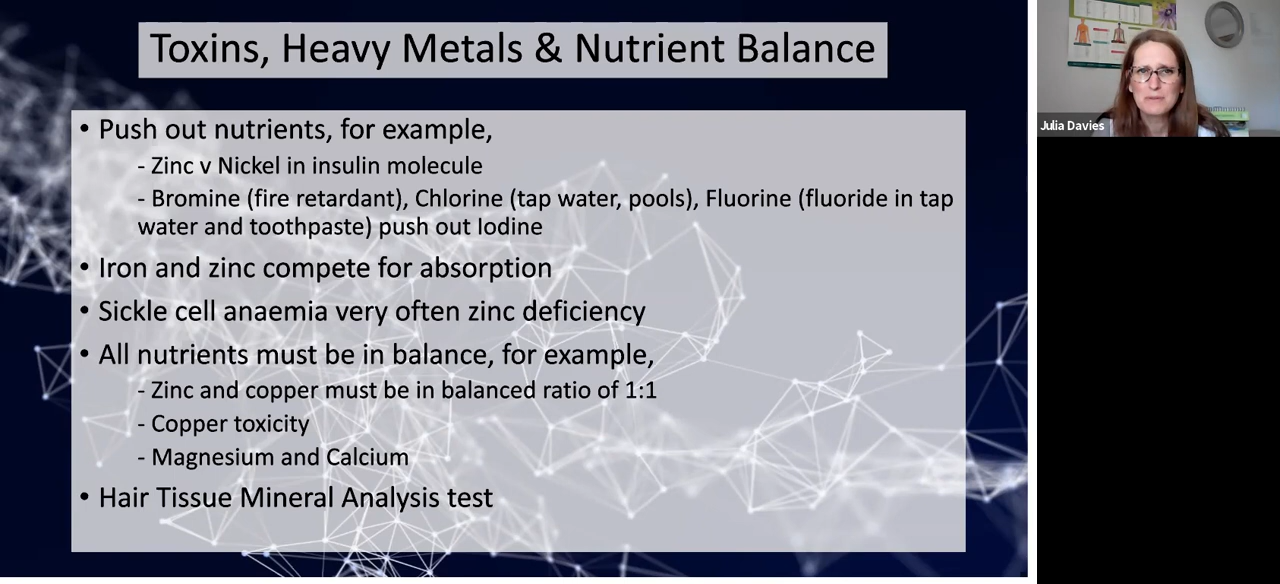 Toxins, Heavy Metals & Nutrient Balance
• Push out nutrients, for example,
- Zinc v Nickel in insulin molecule
- Bromine (fire retardant), Chlorine (tap water, pools), Fluorine (fluoride in tap
water and toothpaste) push out Iodine
• Iron and zinc compete for absorption
• Sickle cell anaemia very often zinc deficiency
• All nutrients must be in balance, for example,
- Zinc and copper must be in balanced ratio of 1:1
- Copper toxicity
- Magnesium and Calcium
• Hair Tissue Mineral Analysis test
Julia Davies